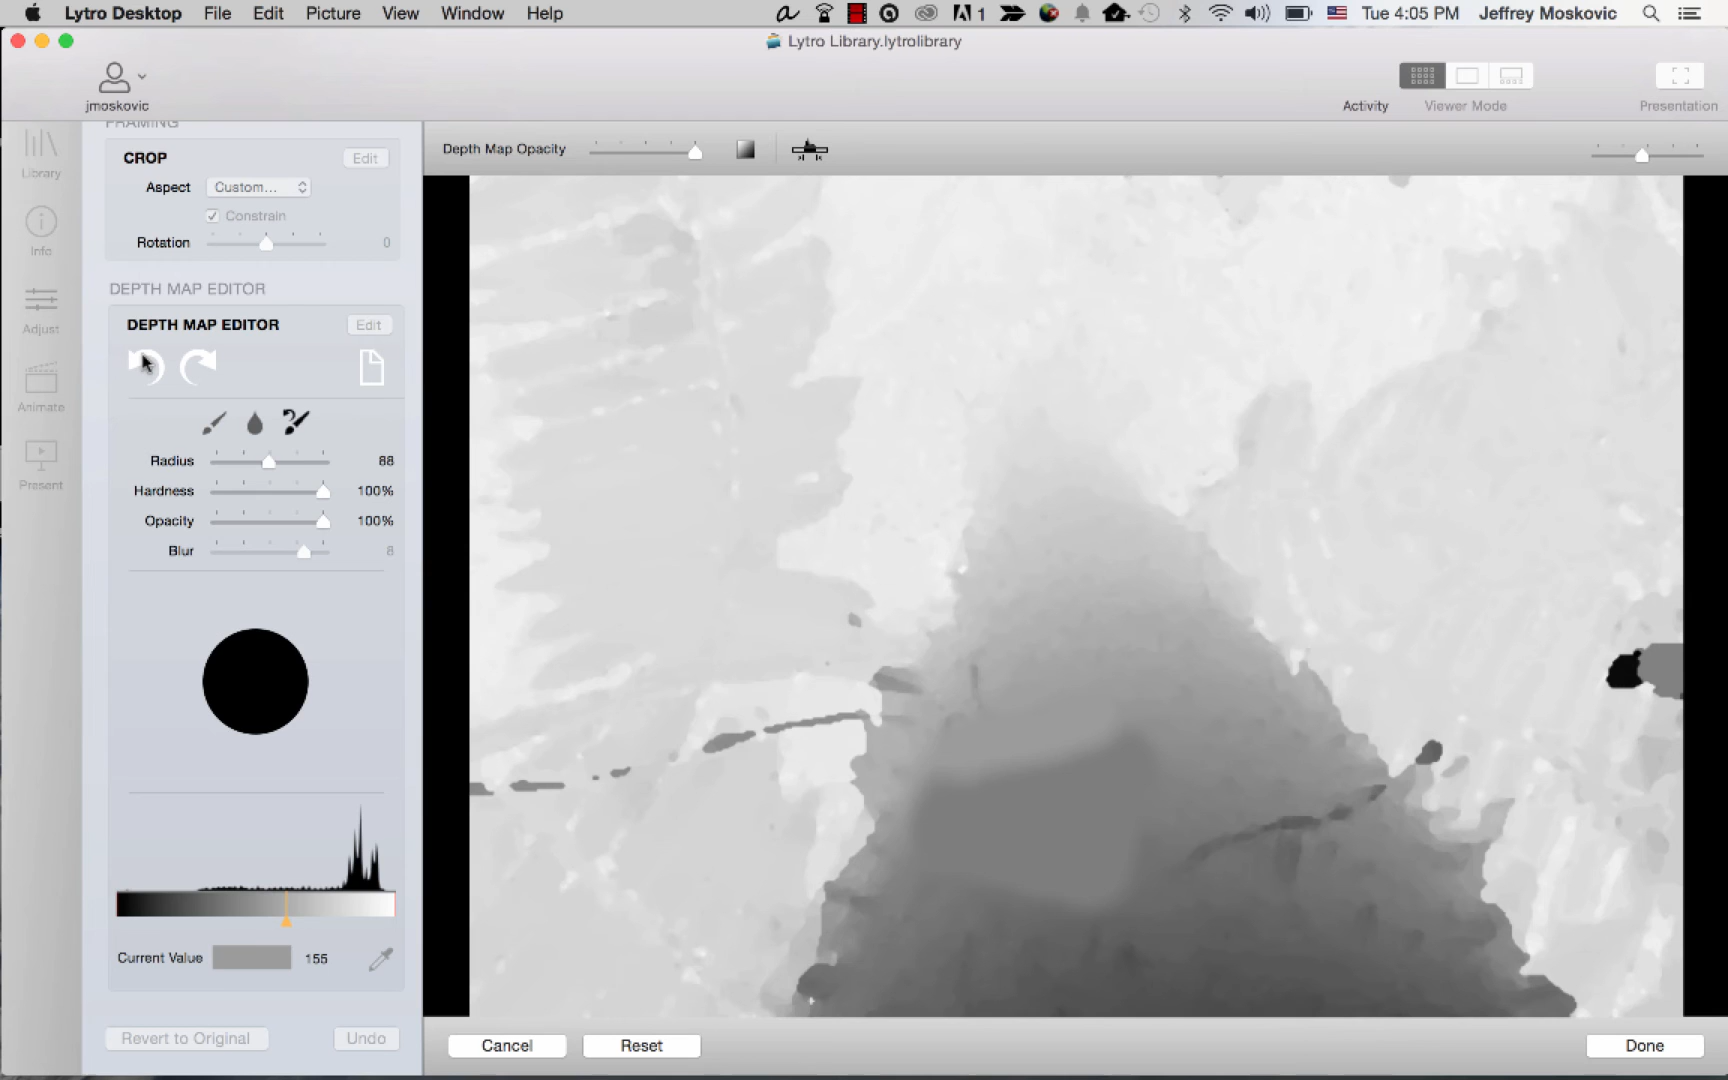 Lytro Desktop File Edit Picture View Window Help 1 Tue 4:05 PM Jeffrey Moskovic
Lytro Library.lytrolibrary
jmoskovic
Activity Viewer Mode Presentation
FRAMING
CROP Edit
Aspect Custom...
Constrain
Rotation 0
Depth Map Opacity
Library
Info
Adjust
Animate
Present
DEPTH MAP EDITOR
DEPTH MAP EDITOR Edit
Radius 88
Hardness 100%
Opacity 100%
Blur 8
Current Value 155
Revert to Original Undo
Cancel Reset Done